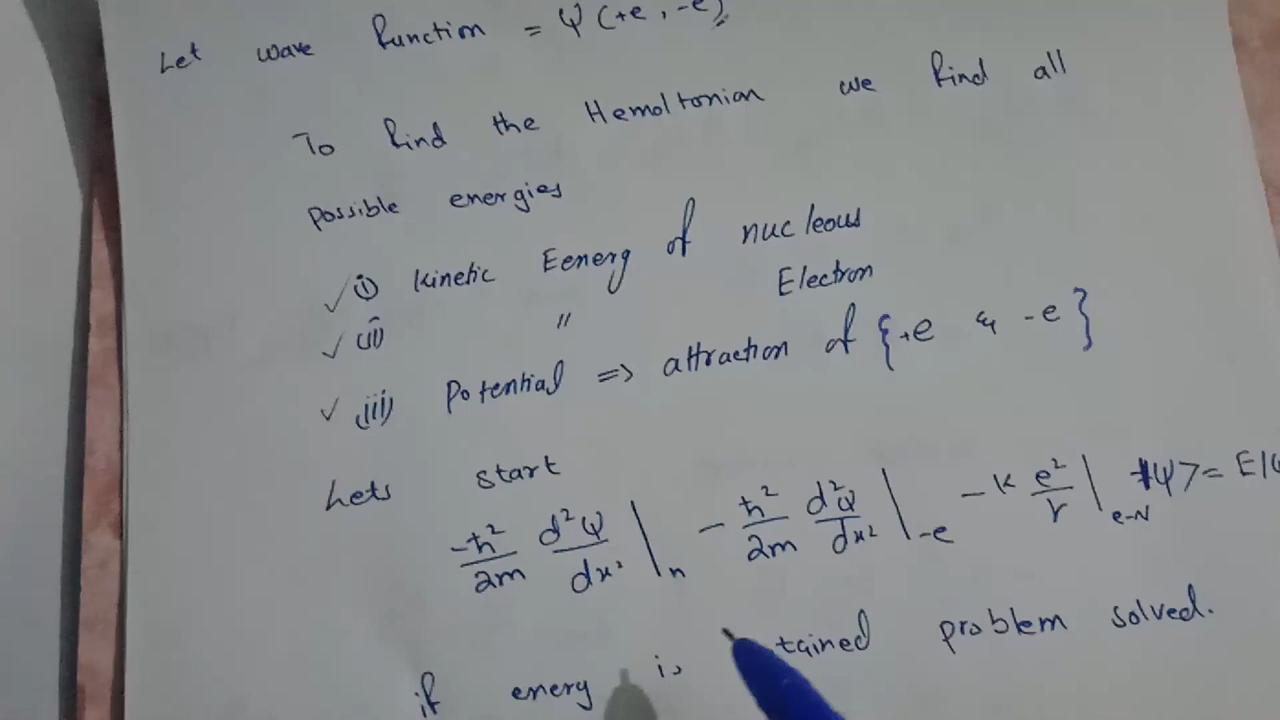 Let wave function = Ψ (+e, -e)
To find the Hemoltonian we find all
possible energies
✓ (i) Kinetic Eenerg of nucleous
✓ (ii) " Electron
✓ (iii) Potential => attraction of {+e & -e}
Lets start
-ħ²/2m d²Ψ/dx² |n - ħ²/2m d²Ψ/dx² |-e - k e²/r |e-N |Ψ> = E|
if enery is tained problem solved.